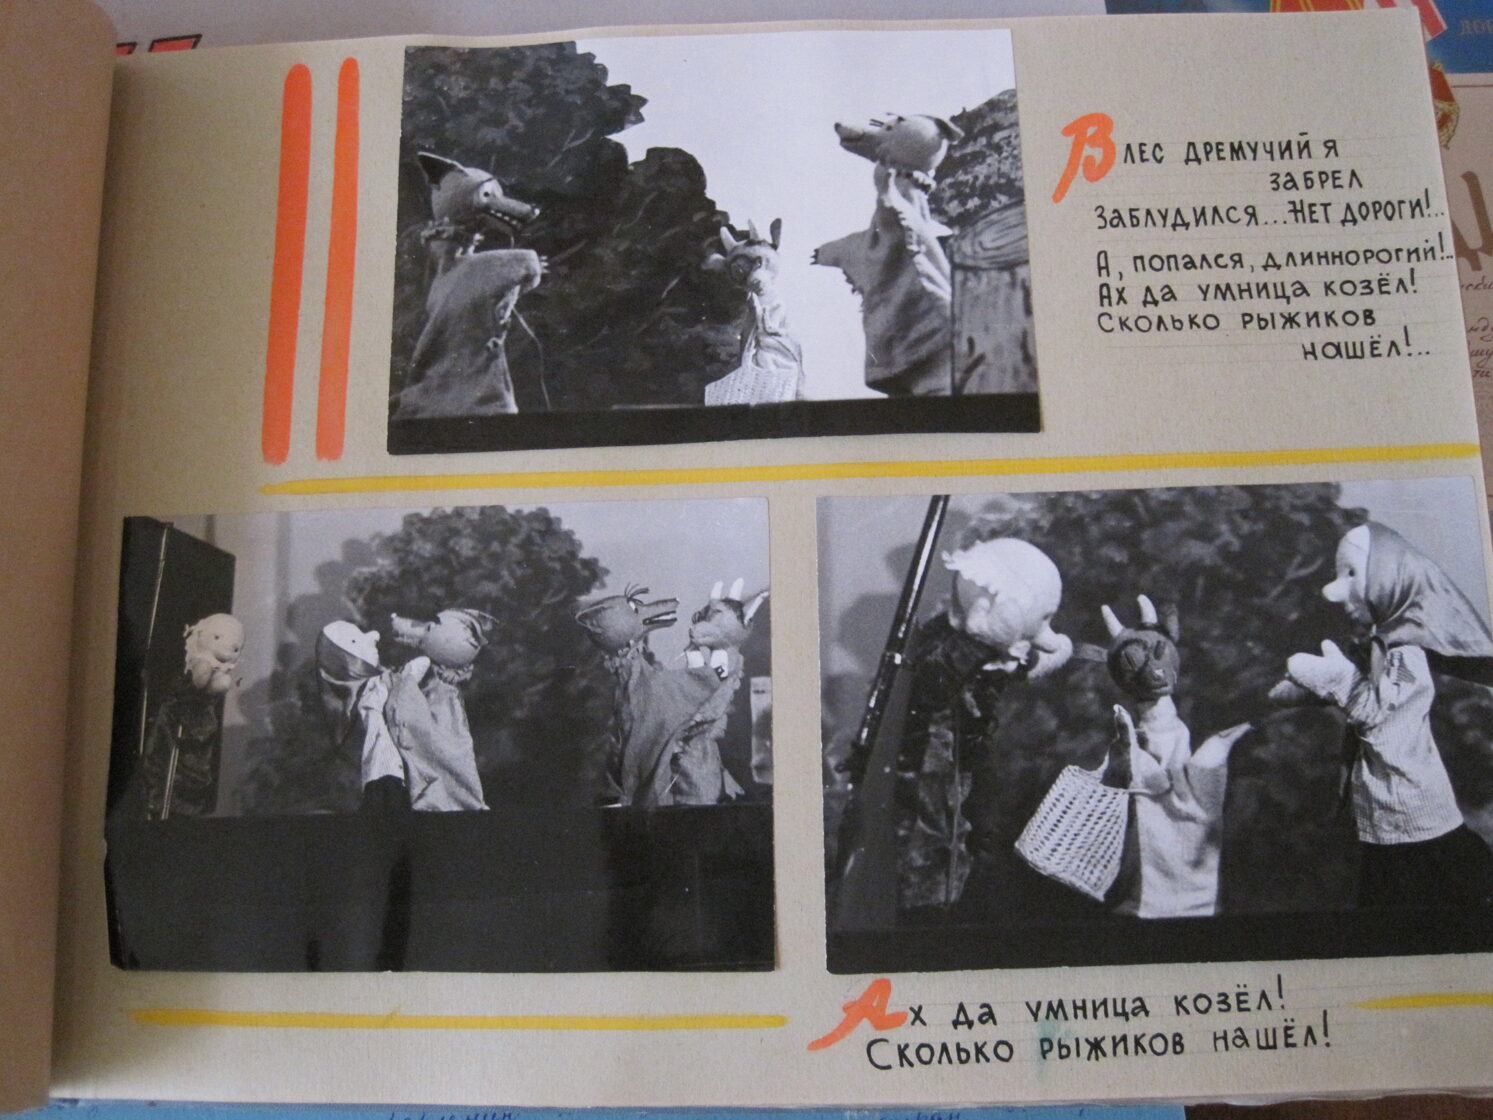 В ЛЕС ДРЕМУЧИЙ Я
ЗАБРЕЛ
ЗАБЛУДИЛСЯ...НЕТ ДОРОГИ!..
А, ПОПАЛСЯ, ДЛИННОРОГИЙ!..
АХ ДА УМНИЦА КОЗЁЛ!
СКОЛЬКО РЫЖИКОВ
НАШЁЛ!..
АХ ДА УМНИЦА КОЗЁЛ!
СКОЛЬКО РЫЖИКОВ НАШЁЛ!